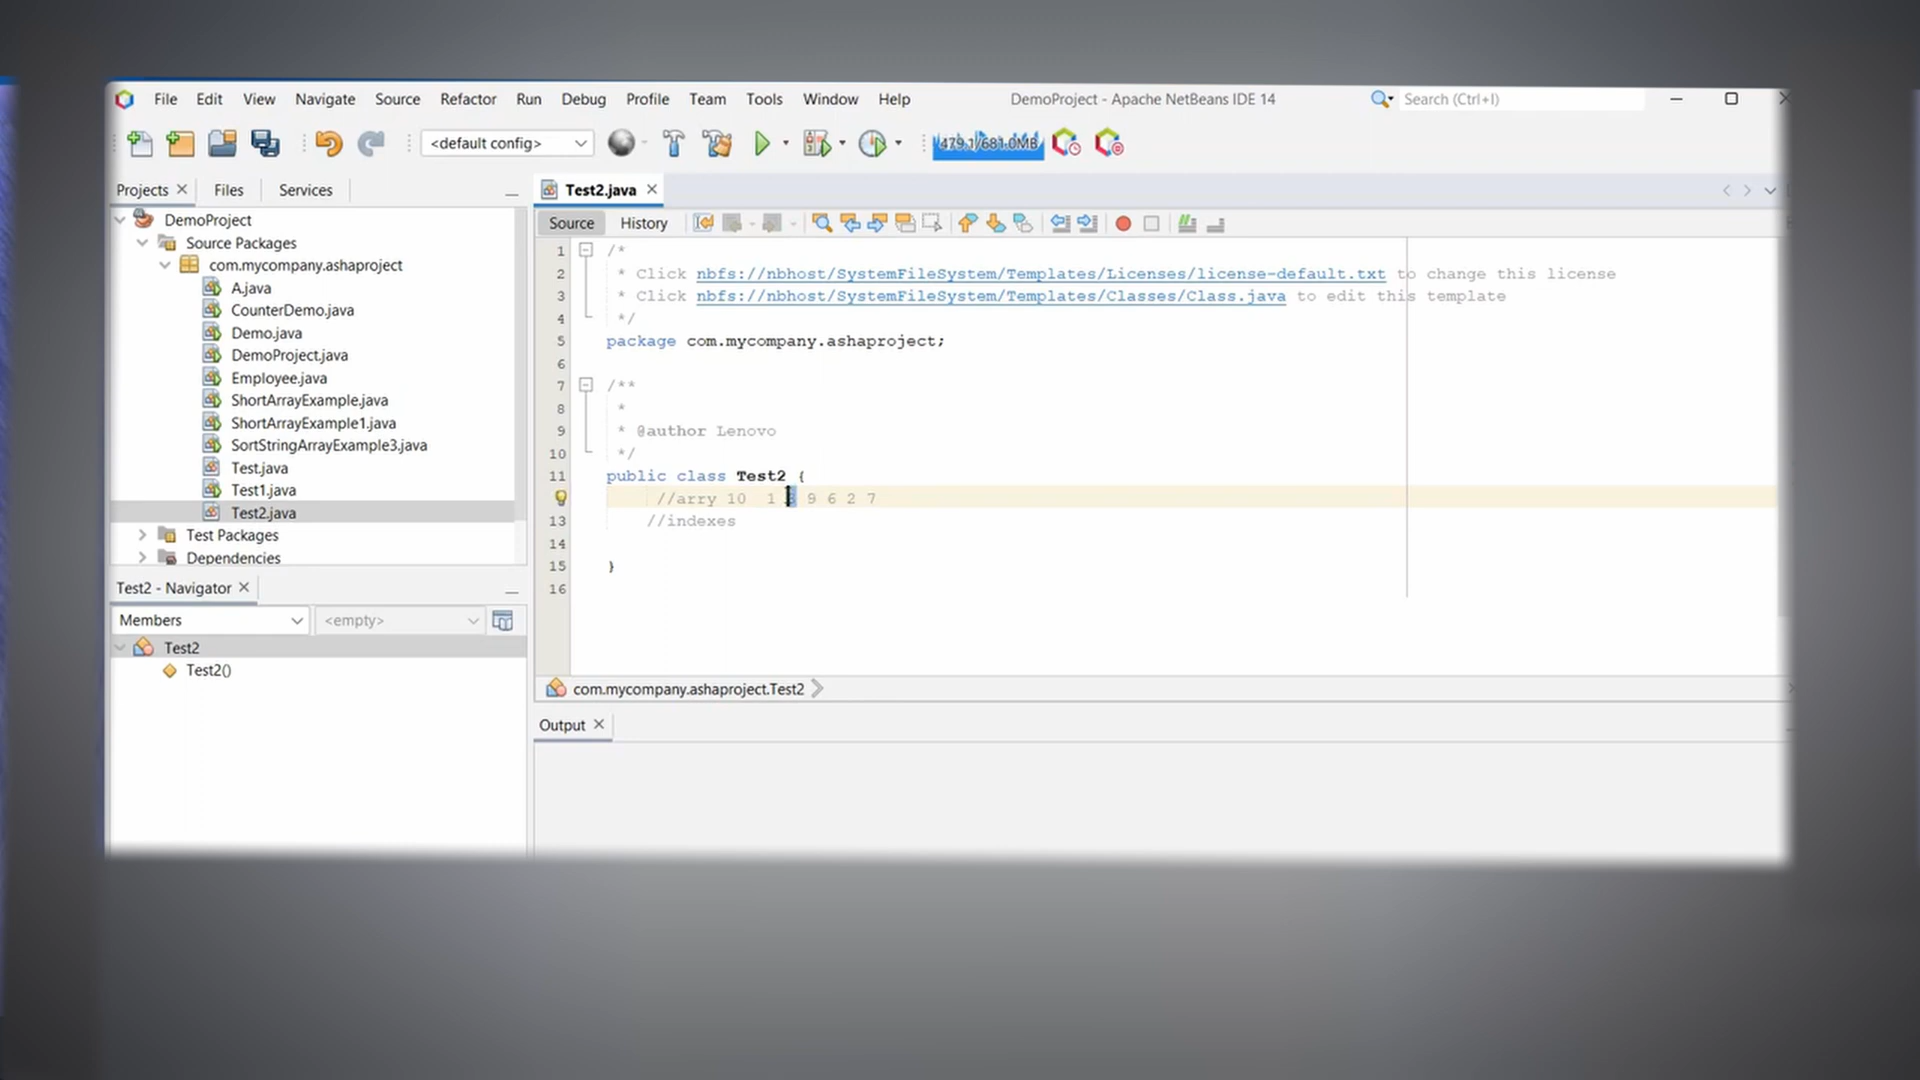 File Edit View Navigate Source Refactor Run Debug Profile Team Tools Window Help DemoProject - Apache NetBeans IDE 14 Search (Ctrl+I)
<default config> 479.1/681.0MB
Projects Files Services
DemoProject
Source Packages
com.mycompany.ashaproject
A.java
CounterDemo.java
Demo.java
DemoProject.java
Employee.java
ShortArrayExample.java
ShortArrayExample1.java
SortStringArrayExample3.java
Test.java
Test1.java
Test2.java
Test Packages
Dependencies
Test2 - Navigator
Members <empty>
Test2
Test2()
Test2.java
Source History
1 /*
2 * Click nbfs://nbhost/SystemFileSystem/Templates/Licenses/license-default.txt to change this license
3 * Click nbfs://nbhost/SystemFileSystem/Templates/Classes/Class.java to edit this template
4 */
5 package com.mycompany.ashaproject;
6
7 /**
8 *
9 * @author Lenovo
10 */
11 public class Test2 {
//arry 10 1 9 6 2 7
13 //indexes
14
15 }
16
com.mycompany.ashaproject.Test2
Output